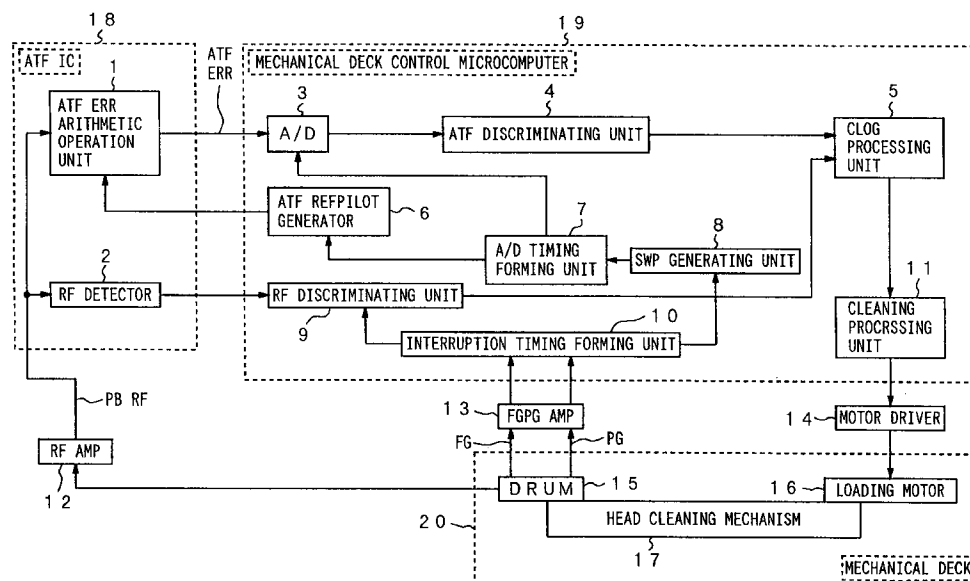 18
ATF IC
1
ATF ERR
ARITHMETIC
OPERATION
UNIT
ATF
ERR
19
MECHANICAL DECK CONTROL MICROCOMPUTER
3
A/D
4
ATF DISCRIMINATING UNIT
5
CLOG
PROCESSING
UNIT
ATF REFPILOT
GENERATOR
6
7
A/D TIMING
FORMING UNIT
8
SWP GENERATING UNIT
2
RF DETECTOR
RF DISCRIMINATING UNIT
9
10
INTERRUPTION TIMING FORMING UNIT
11
CLEANING
PROCRSSING
UNIT
PB RF
13
FGPG AMP
14
MOTOR DRIVER
RF AMP
12
FG
PG
DRUM
15
16
LOADING MOTOR
20
HEAD CLEANING MECHANISM
17
MECHANICAL DECK